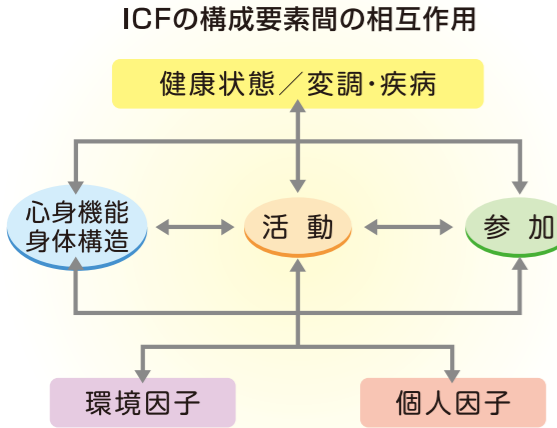 ICFの構成要素間の相互作用
健康状態／変調・疾病
心身機能
身体構造
活動
参加
環境因子
個人因子